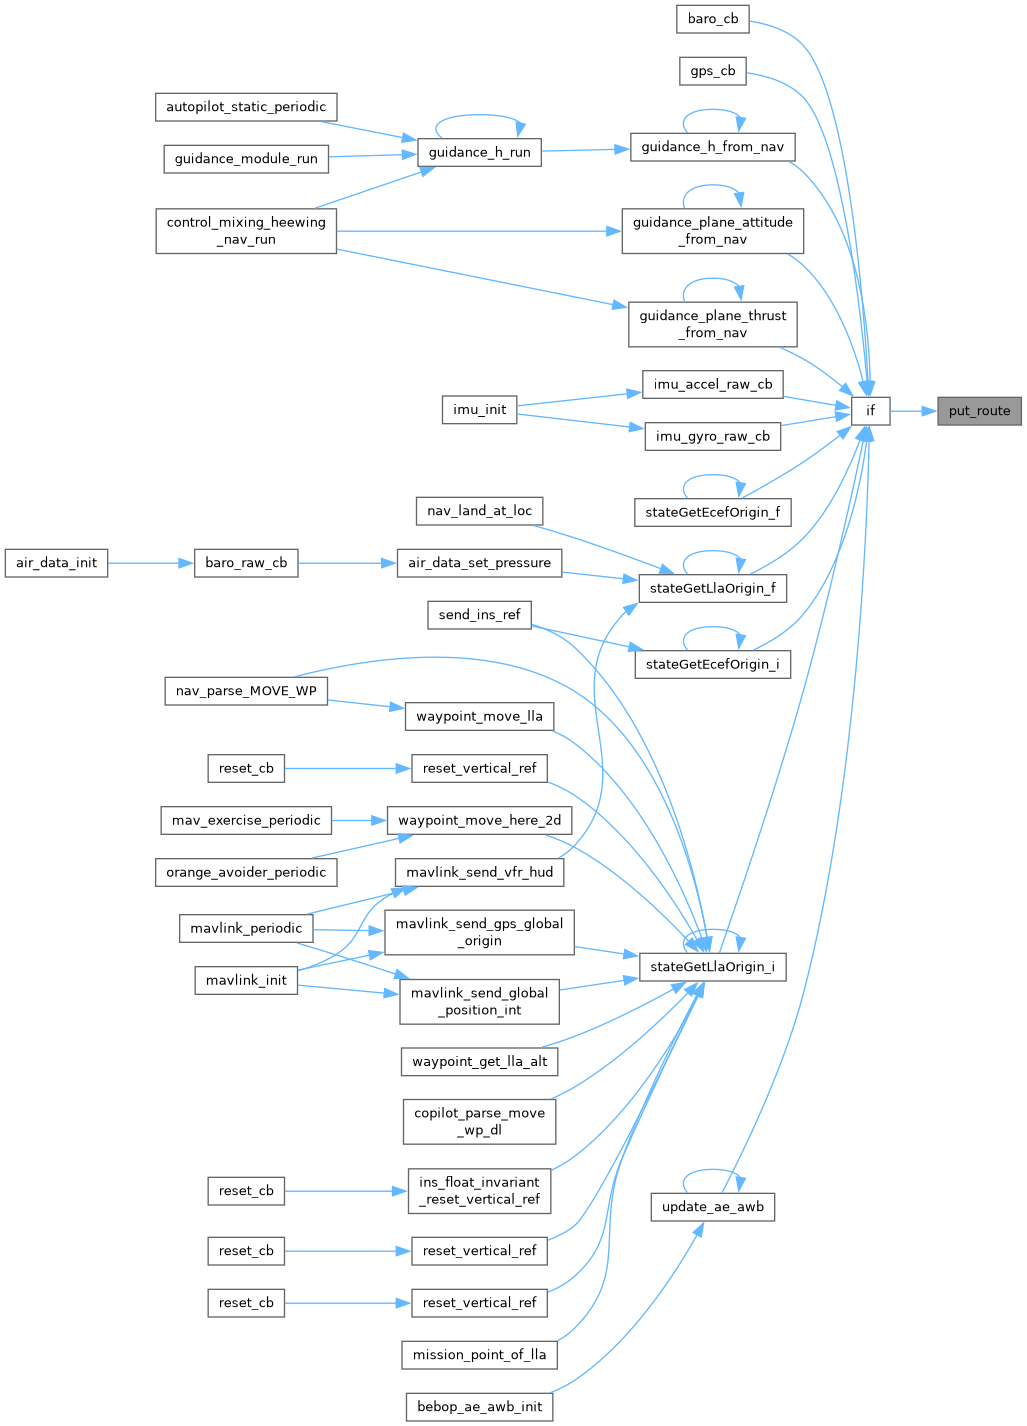 baro_cb
gps_cb
autopilot_static_periodic
guidance_h_run
guidance_h_from_nav
guidance_module_run
control_mixing_heewing
_nav_run
guidance_plane_attitude
_from_nav
guidance_plane_thrust
_from_nav
imu_accel_raw_cb
imu_init
if
put_route
imu_gyro_raw_cb
stateGetEcefOrigin_f
nav_land_at_loc
air_data_init
baro_raw_cb
air_data_set_pressure
stateGetLlaOrigin_f
send_ins_ref
stateGetEcefOrigin_i
nav_parse_MOVE_WP
waypoint_move_lla
reset_cb
reset_vertical_ref
mav_exercise_periodic
waypoint_move_here_2d
orange_avoider_periodic
mavlink_send_vfr_hud
mavlink_periodic
mavlink_send_gps_global
_origin
mavlink_init
stateGetLlaOrigin_i
mavlink_send_global
_position_int
waypoint_get_lla_alt
copilot_parse_move
_wp_dl
reset_cb
ins_float_invariant
_reset_vertical_ref
update_ae_awb
reset_cb
reset_vertical_ref
reset_cb
reset_vertical_ref
mission_point_of_lla
bebop_ae_awb_init